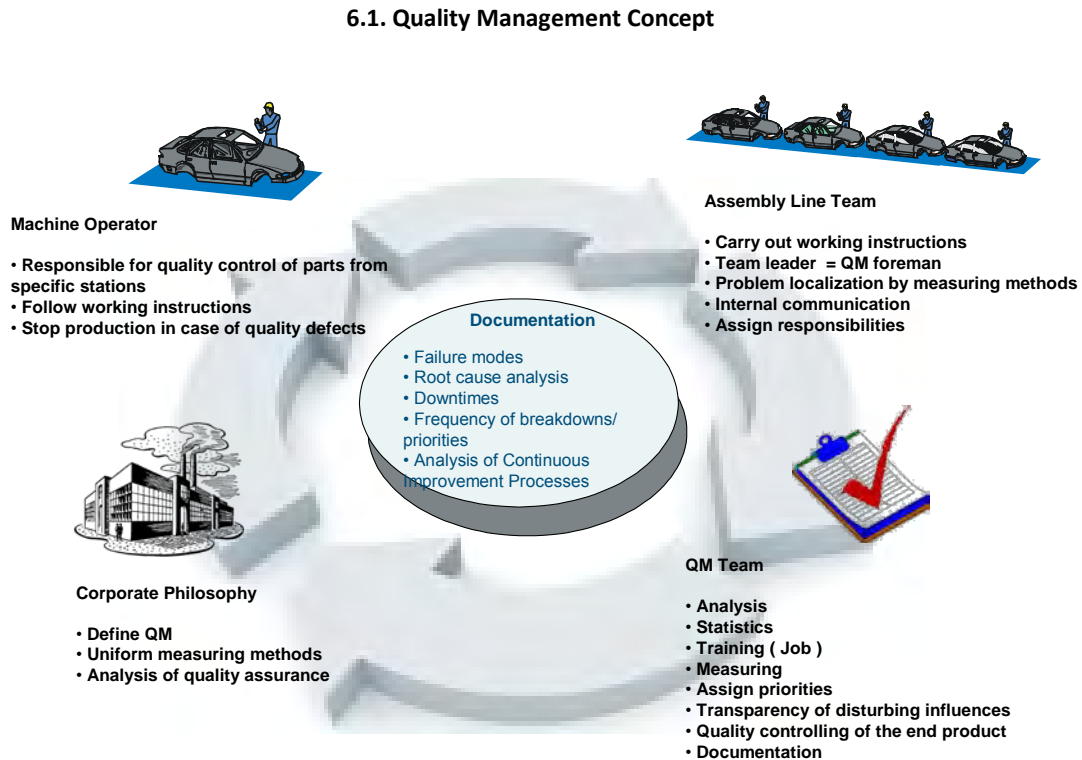 6.1. Quality Management Concept
Machine Operator
• Responsible for quality control of parts from
specific stations
• Follow working instructions
• Stop production in case of quality defects
Assembly Line Team
• Carry out working instructions
• Team leader = QM foreman
• Problem localization by measuring methods
• Internal communication
• Assign responsibilities
Documentation
• Failure modes
• Root cause analysis
• Downtimes
• Frequency of breakdowns/
priorities
• Analysis of Continuous
Improvement Processes
Corporate Philosophy
• Define QM
• Uniform measuring methods
• Analysis of quality assurance
QM Team
• Analysis
• Statistics
• Training ( Job )
• Measuring
• Assign priorities
• Transparency of disturbing influences
• Quality controlling of the end product
• Documentation